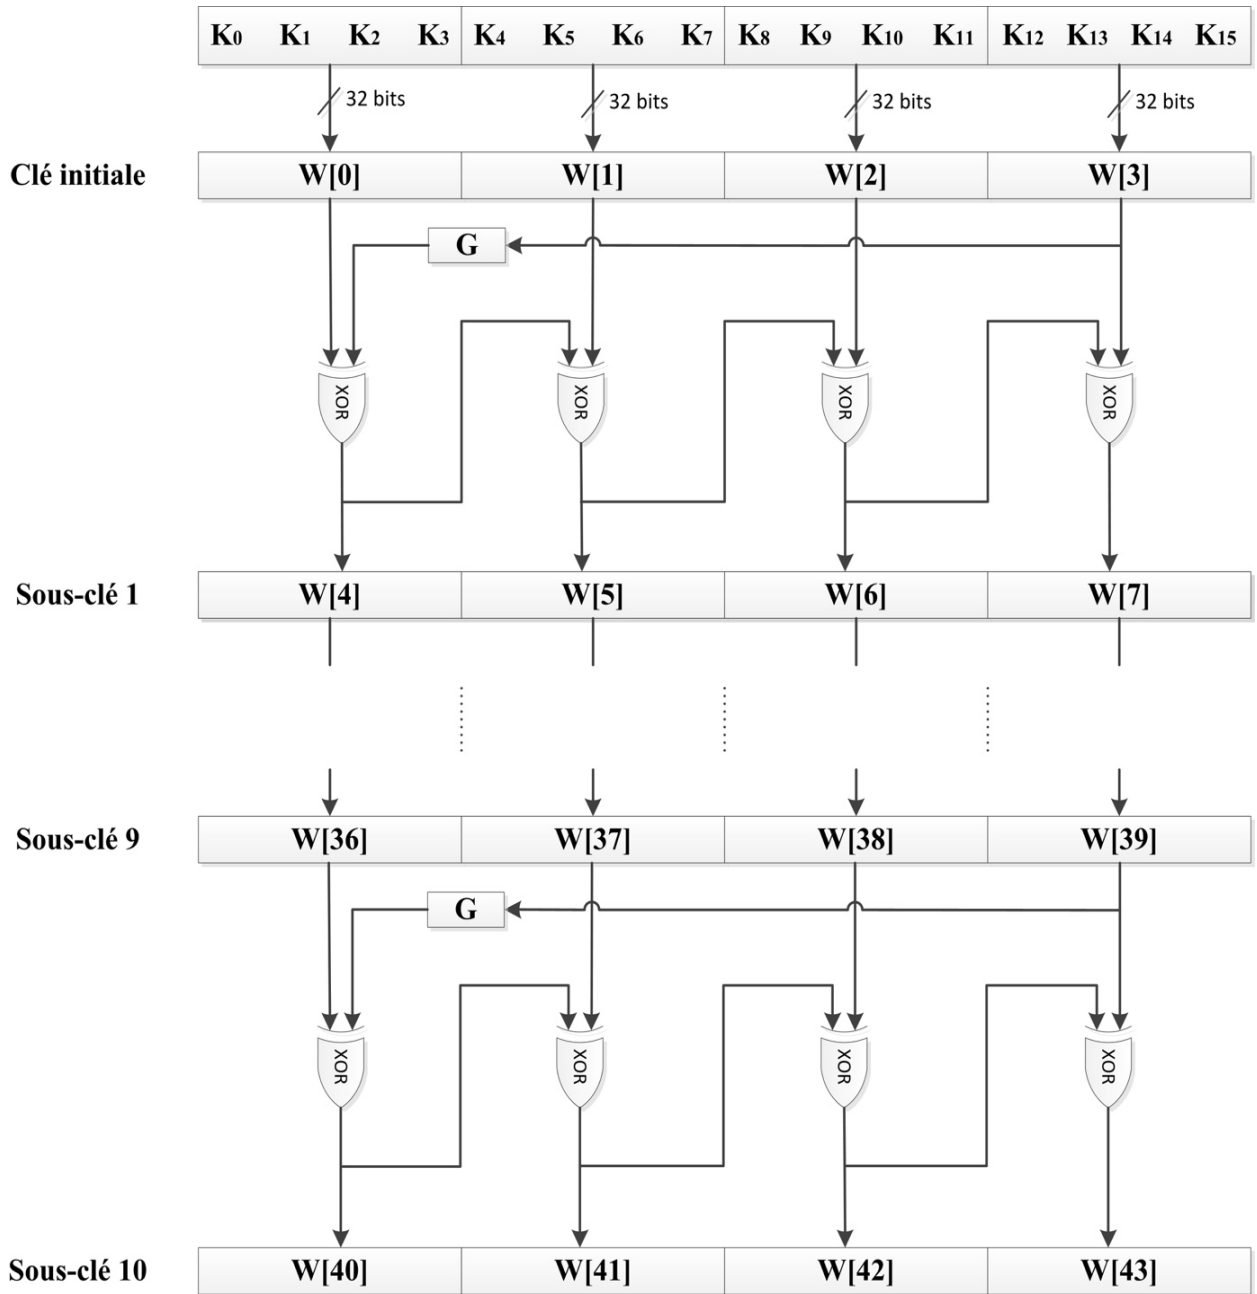 K0 K1 K2 K3 K4 K5 K6 K7 K8 K9 K10 K11 K12 K13 K14 K15
32 bits 32 bits 32 bits 32 bits
Clé initiale W[0] W[1] W[2] W[3]
G
XOR XOR XOR XOR
Sous-clé 1 W[4] W[5] W[6] W[7]
Sous-clé 9 W[36] W[37] W[38] W[39]
G
XOR XOR XOR XOR
Sous-clé 10 W[40] W[41] W[42] W[43]